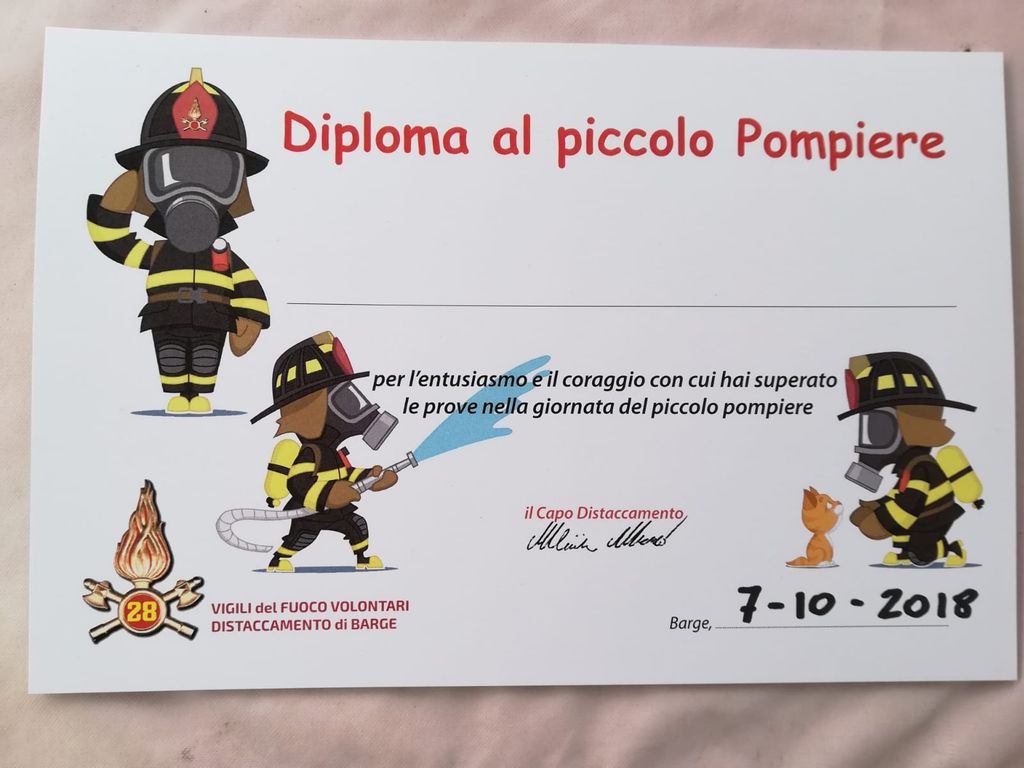 Diploma al piccolo Pompiere
per l'entusiasmo e il coraggio con cui hai superato
le prove nella giornata del piccolo pompiere
il Capo Distaccamento
28
VIGILI del FUOCO VOLONTARI
DISTACCAMENTO di BARGE
Barge, 7-10-2018